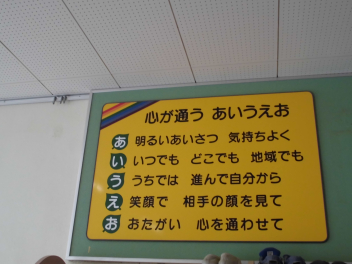 心が通う あいうえお
あ 明るいあいさつ 気持ちよく
い いつでも どこでも 地域でも
う うちでは 進んで自分から
え 笑顔で 相手の顔を見て
お おたがい 心を通わせて